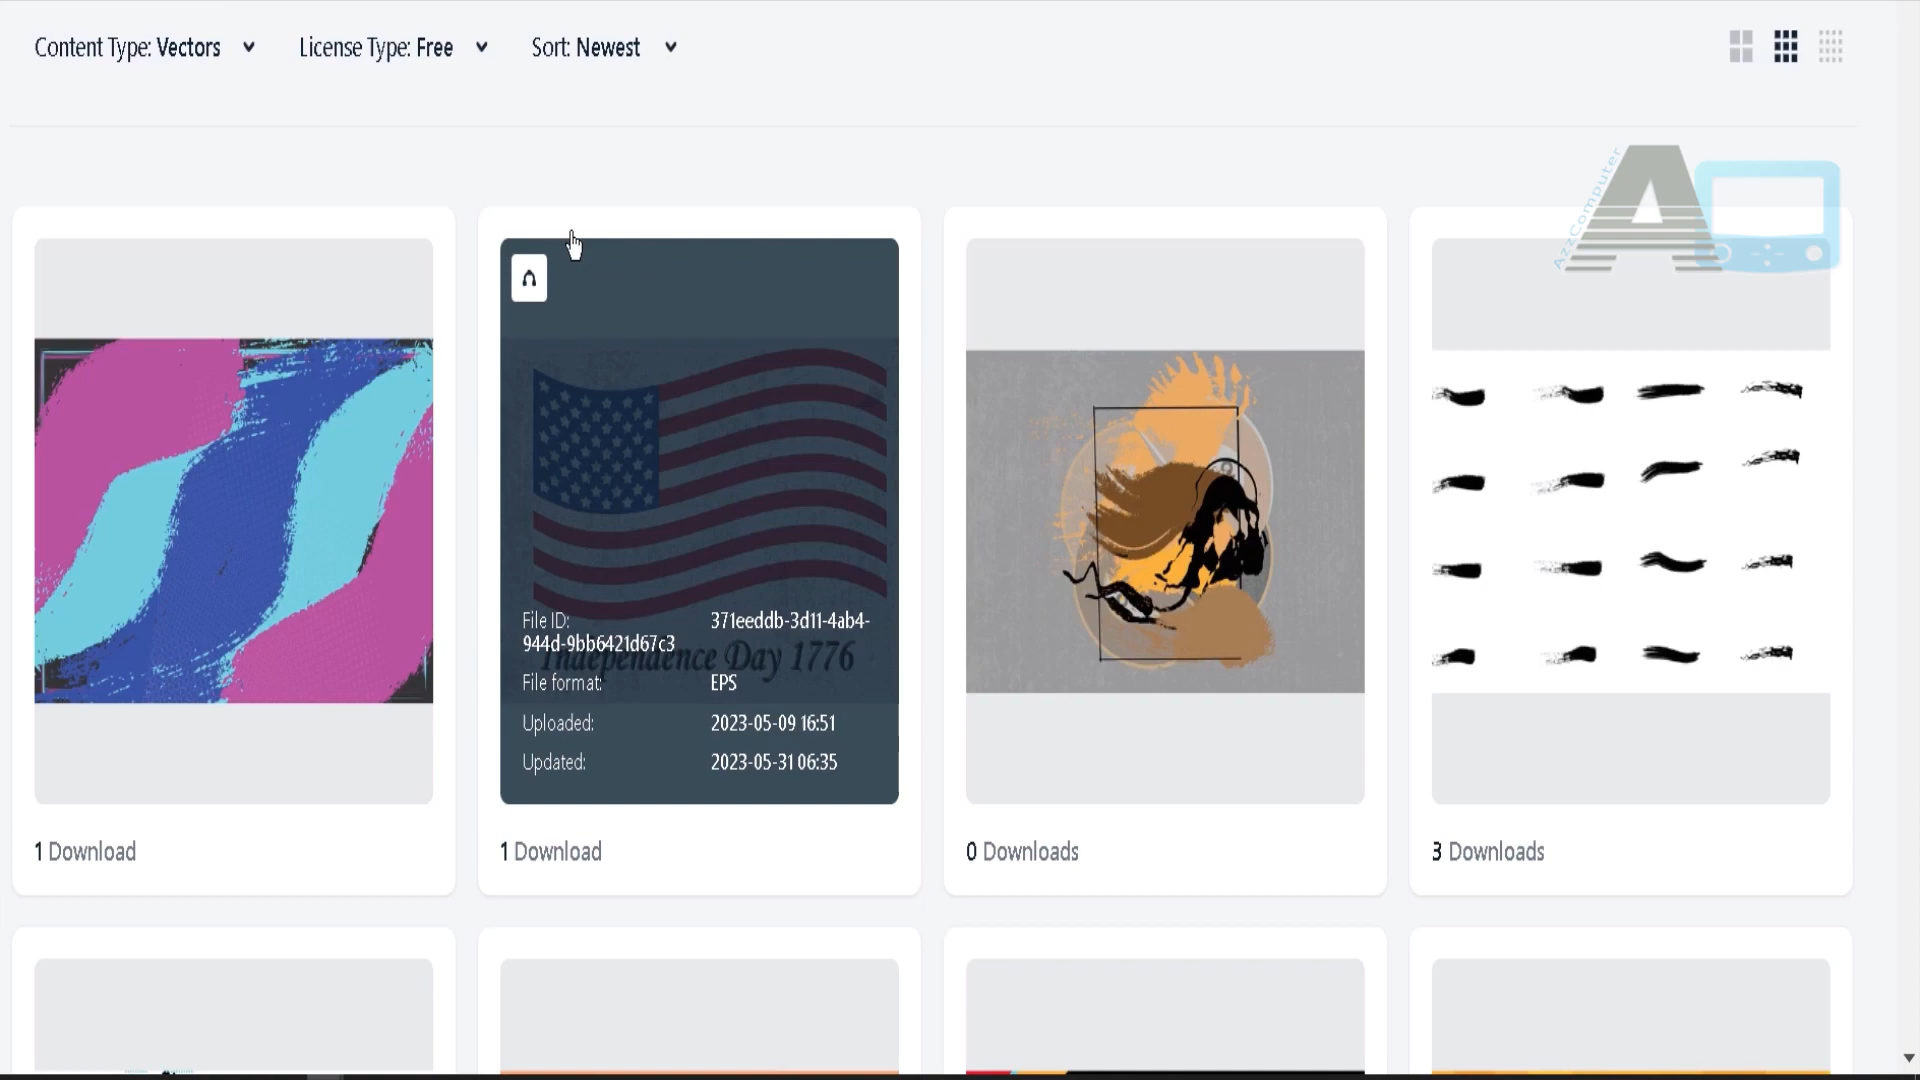 Content Type: Vectors
License Type: Free
Sort: Newest
AzzComputer
File ID: 371eeddb-3d11-4ab4-
944d-9bb6421d67c3
Independence Day 1776
File format: EPS
Uploaded: 2023-05-09 16:51
Updated: 2023-05-31 06:35
1 Download
1 Download
0 Downloads
3 Downloads